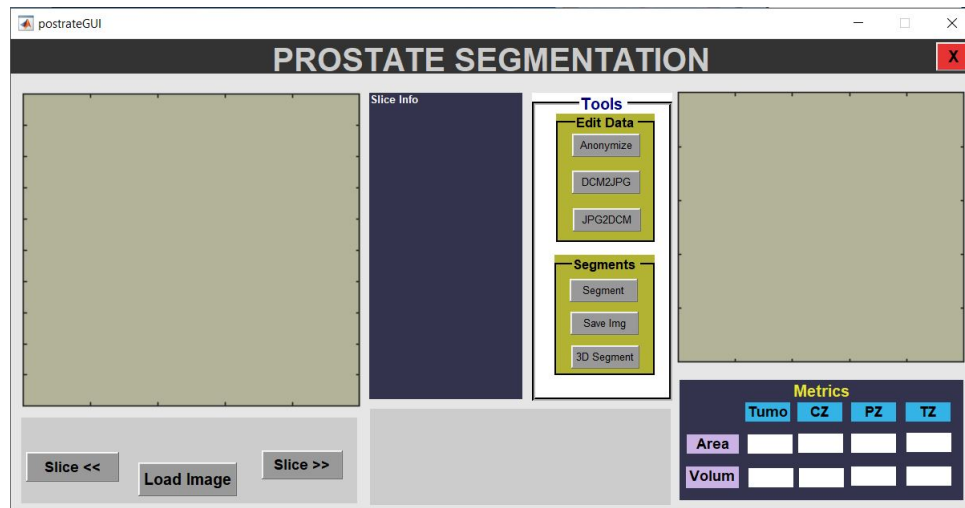 postrateGUI
PROSTATE SEGMENTATION
X
Slice Info
Tools
Edit Data
Anonymize
DCM2JPG
JPG2DCM
Segments
Segment
Save Img
3D Segment
Slice <<
Load Image
Slice >>
Metrics
Tumo CZ PZ TZ
Area
Volum